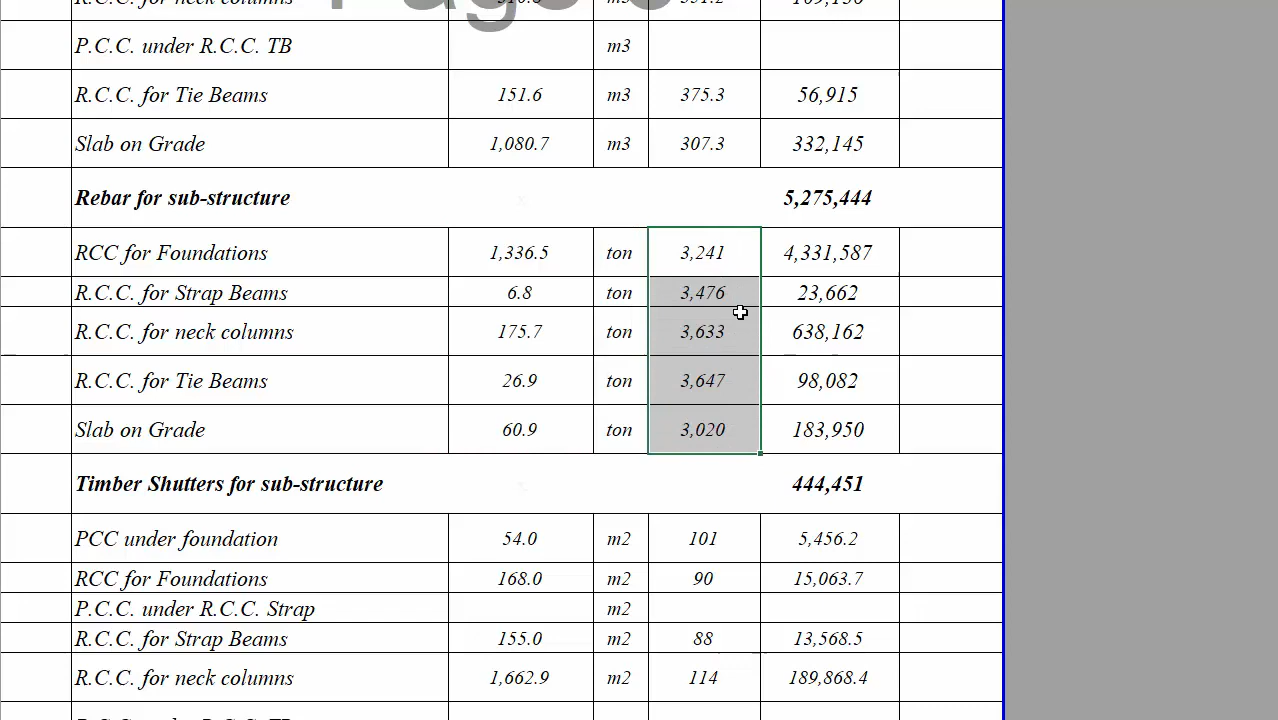 R.C.C. for neck columns m3
P.C.C. under R.C.C. TB m3
R.C.C. for Tie Beams 151.6 m3 375.3 56,915
Slab on Grade 1,080.7 m3 307.3 332,145
Rebar for sub-structure 5,275,444
RCC for Foundations 1,336.5 ton 3,241 4,331,587
R.C.C. for Strap Beams 6.8 ton 3,476 23,662
R.C.C. for neck columns 175.7 ton 3,633 638,162
R.C.C. for Tie Beams 26.9 ton 3,647 98,082
Slab on Grade 60.9 ton 3,020 183,950
Timber Shutters for sub-structure 444,451
PCC under foundation 54.0 m2 101 5,456.2
RCC for Foundations 168.0 m2 90 15,063.7
P.C.C. under R.C.C. Strap m2
R.C.C. for Strap Beams 155.0 m2 88 13,568.5
R.C.C. for neck columns 1,662.9 m2 114 189,868.4